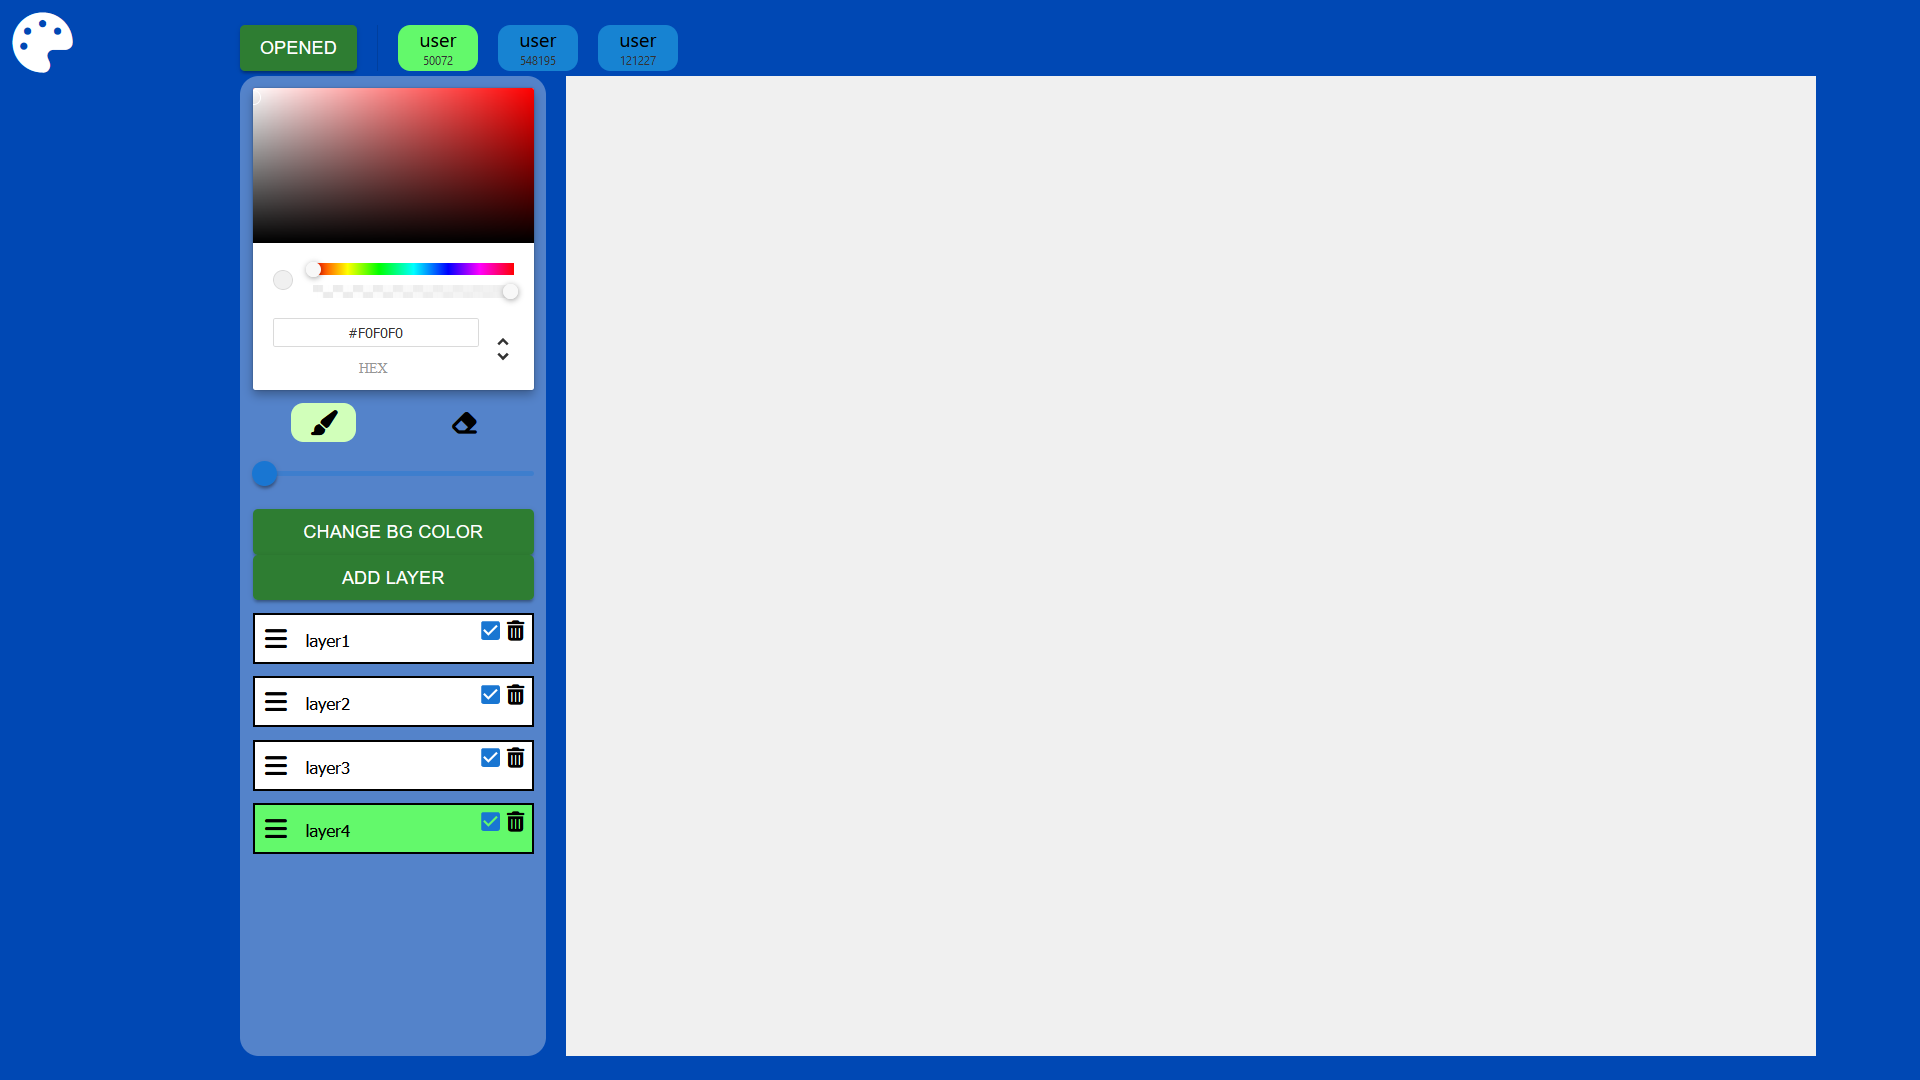 OPENED
user
50072
user
548195
user
121227
#F0F0F0
HEX
CHANGE BG COLOR
ADD LAYER
layer1
layer2
layer3
layer4